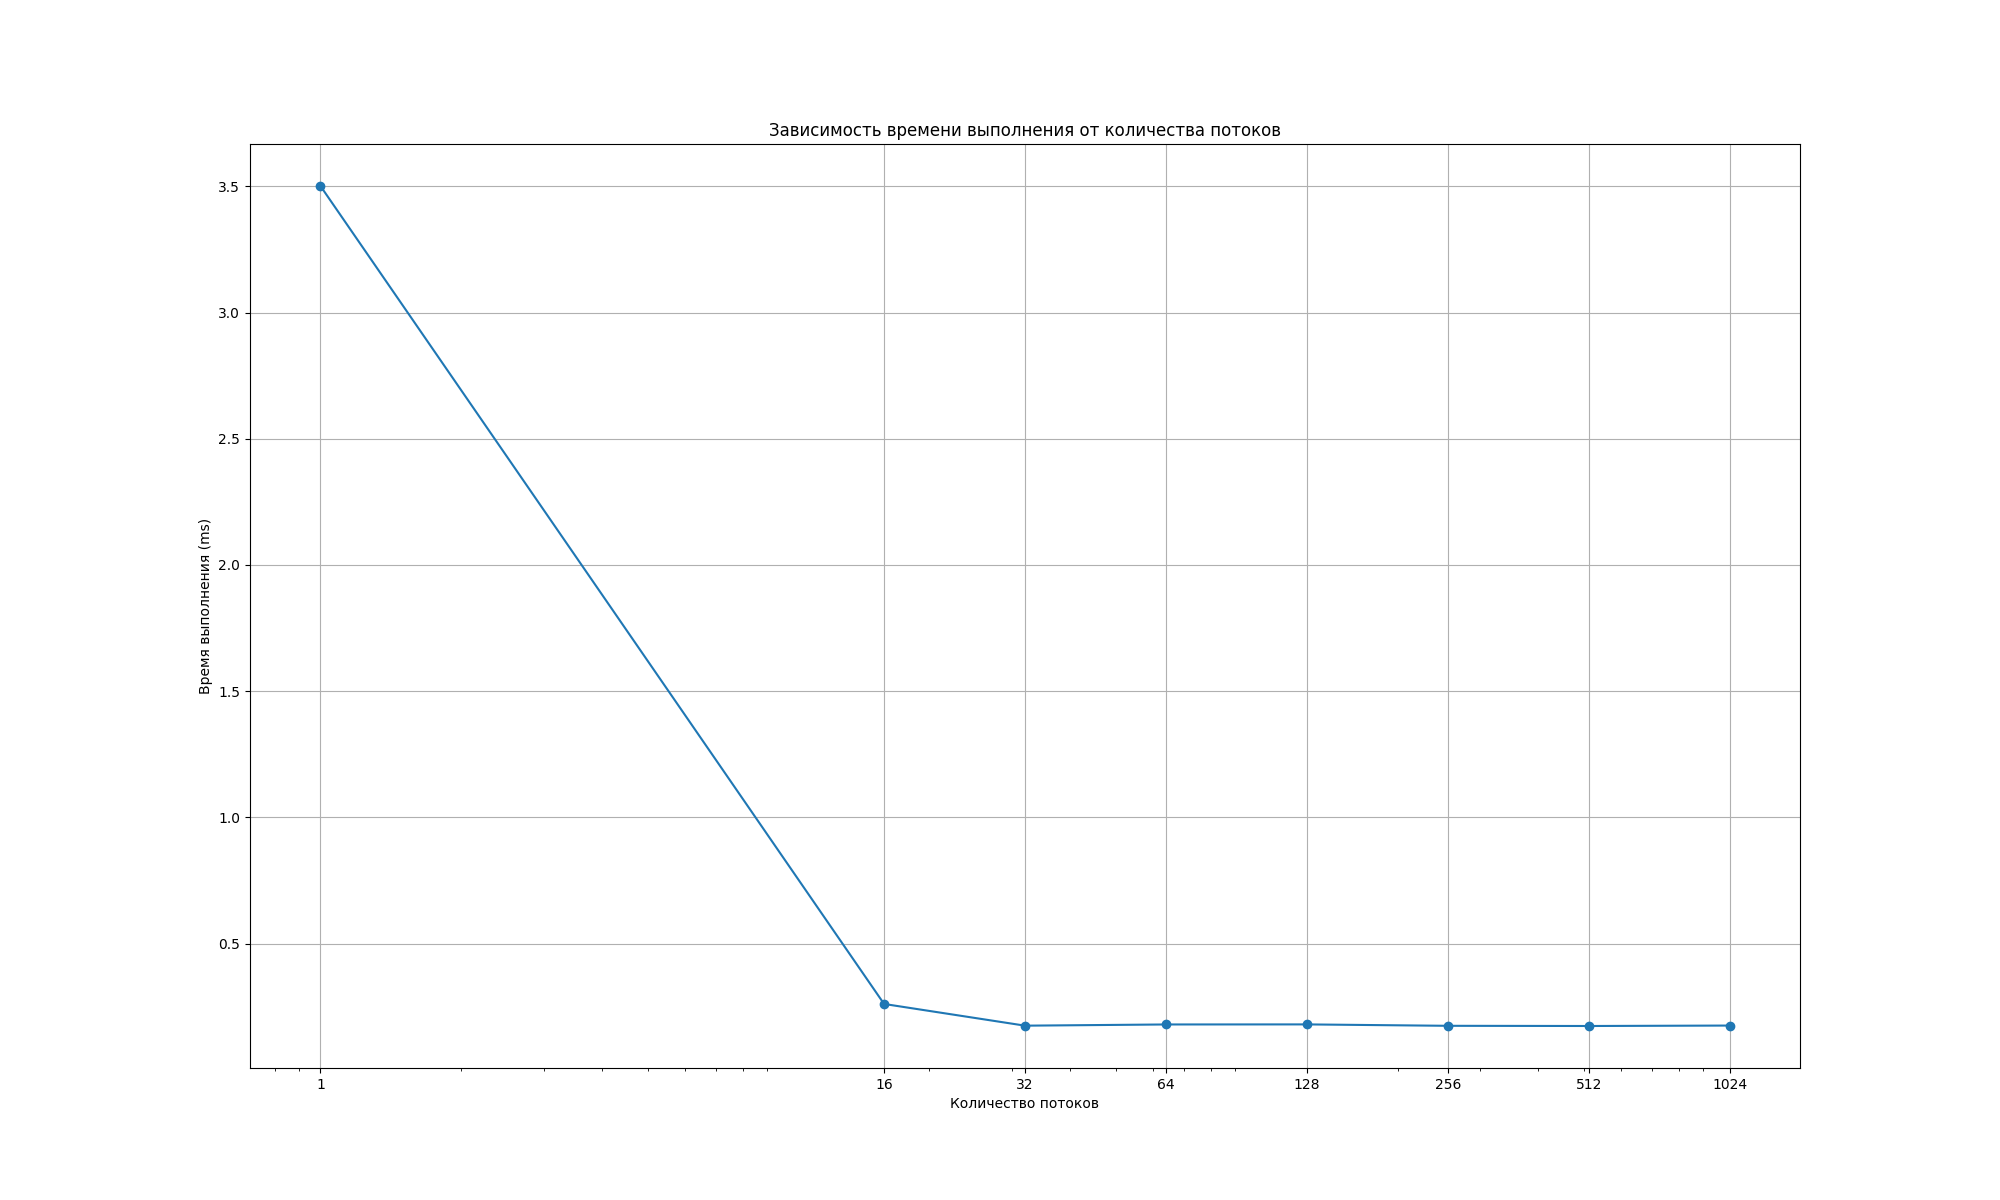 Зависимость времени выполнения от количества потоков
Время выполнения (ms)
3.5
3.0
2.5
2.0
1.5
1.0
0.5
1 16 32 64 128 256 512 1024
Количество потоков